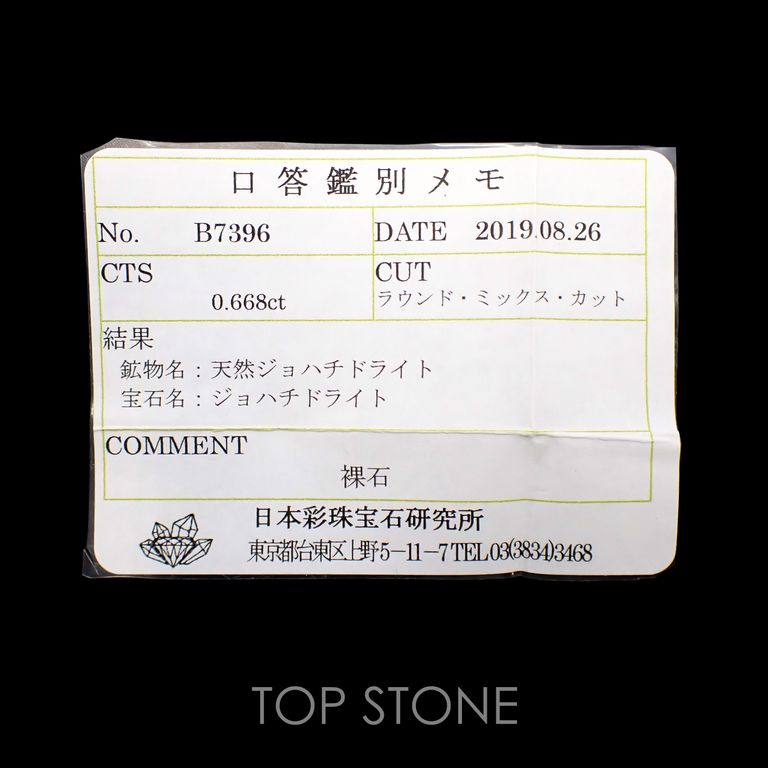 口答鑑別メモ
No. B7396 DATE 2019.08.26
CTS CUT
0.668ct ラウンド・ミックス・カット
結果
鉱物名：天然ジョハチドライト
宝石名：ジョハチドライト
COMMENT
裸石
日本彩珠宝石研究所
東京都台東区上野5－11－7 TEL 03(3834)3468
TOP STONE